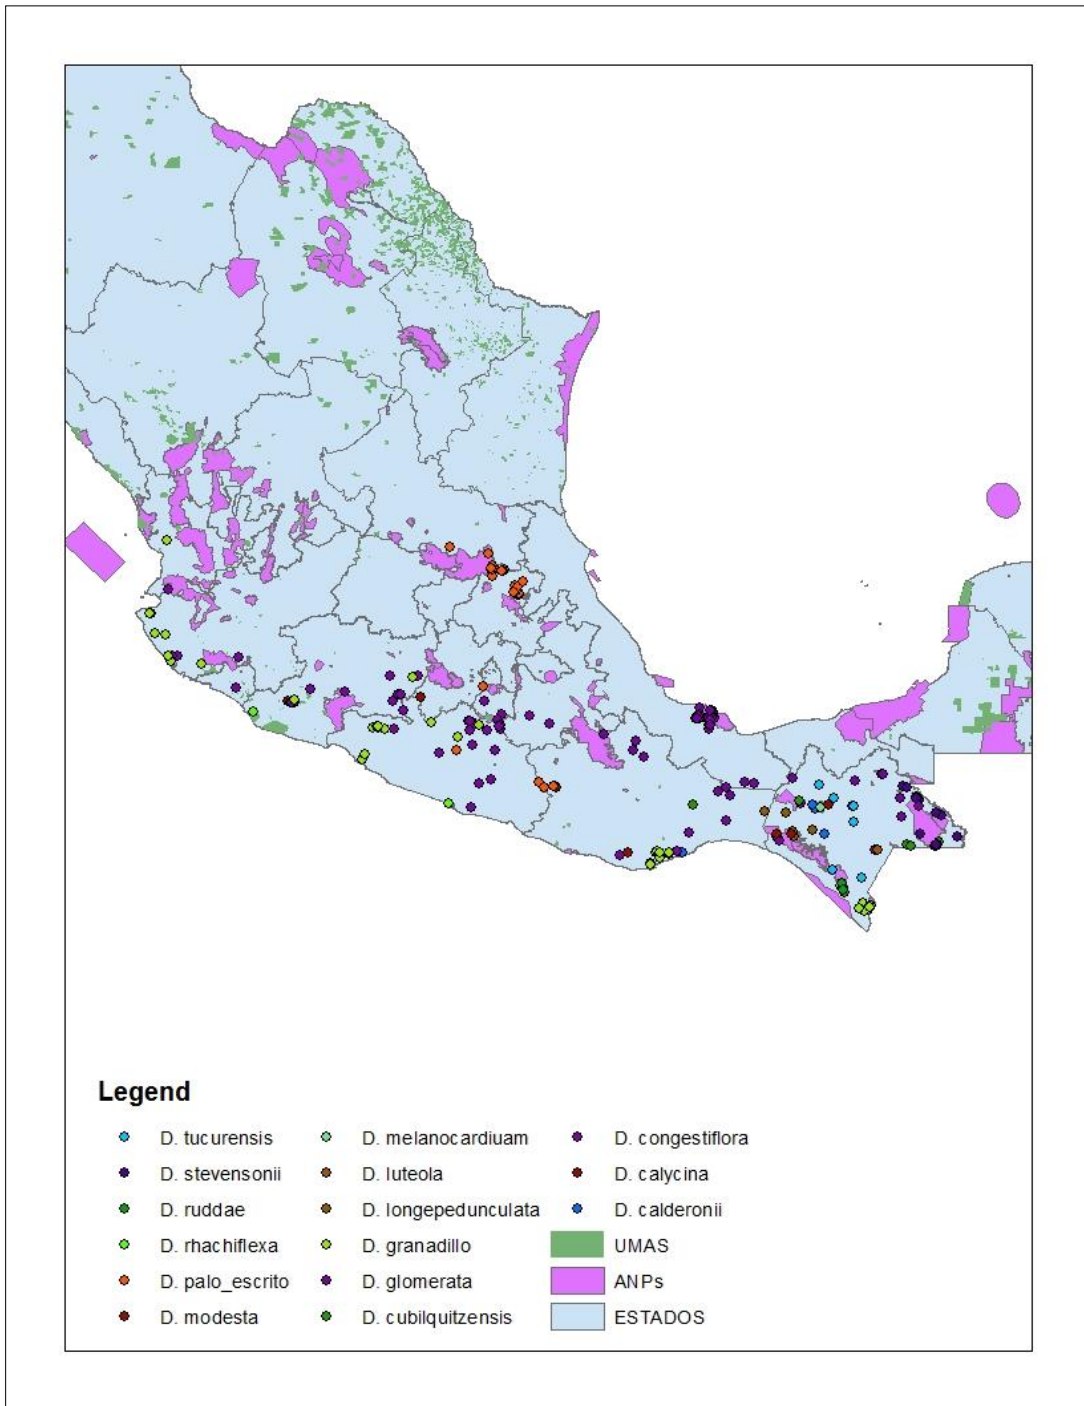 Legend
D. tucurensis
D. stevensonii
D. ruddae
D. rhachiflexa
D. palo_escrito
D. modesta
D. melanocardiuam
D. luteola
D. longepedunculata
D. granadillo
D. glomerata
D. cubilquitzensis
D. congestiflora
D. calycina
D. calderonii
UMAS
ANPs
ESTADOS